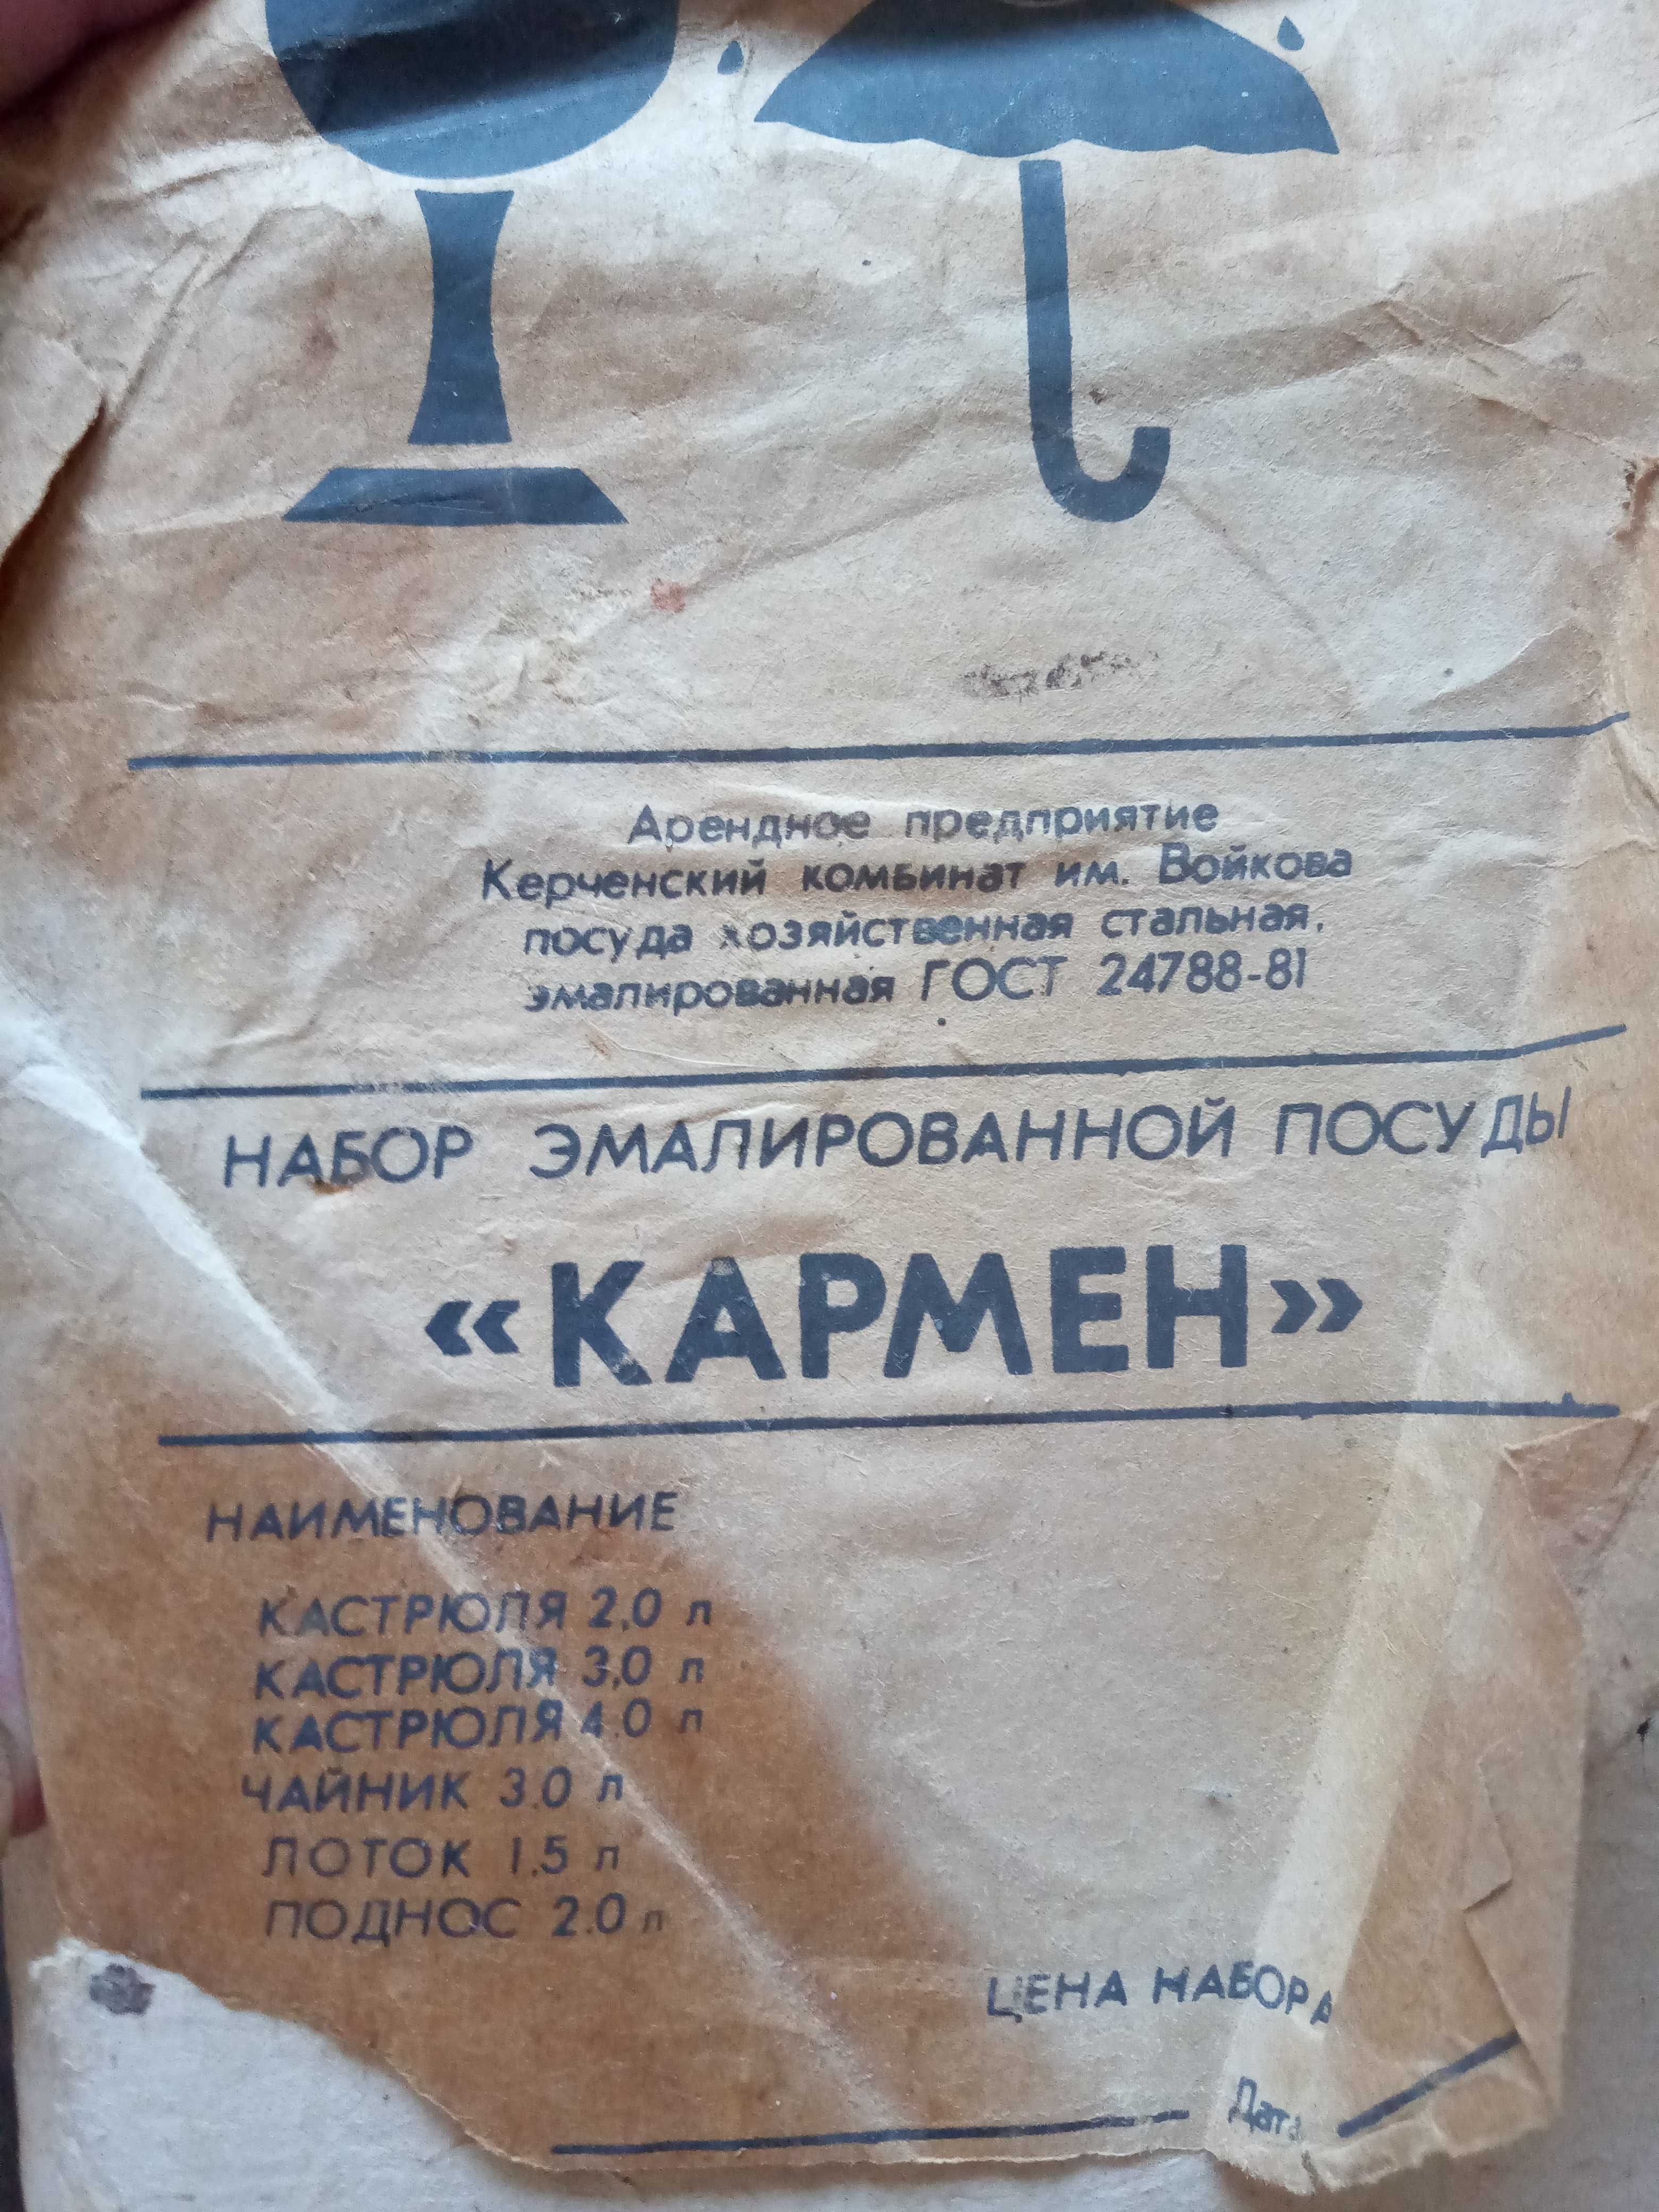 Арендное предприятие
Керченский комбинат им. Войкова
посуда хозяйственная стальная,
эмалированная ГОСТ 24788-81
НАБОР ЭМАЛИРОВАННОЙ ПОСУДЫ
«КАРМЕН»
НАИМЕНОВАНИЕ
КАСТРЮЛЯ 2,0 л
КАСТРЮЛЯ 3,0 л
КАСТРЮЛЯ 4.0 л
ЧАЙНИК 3.0 л
ЛОТОК 1.5 л
ПОДНОС 2.0 л
ЦЕНА НАБОРА
Дата